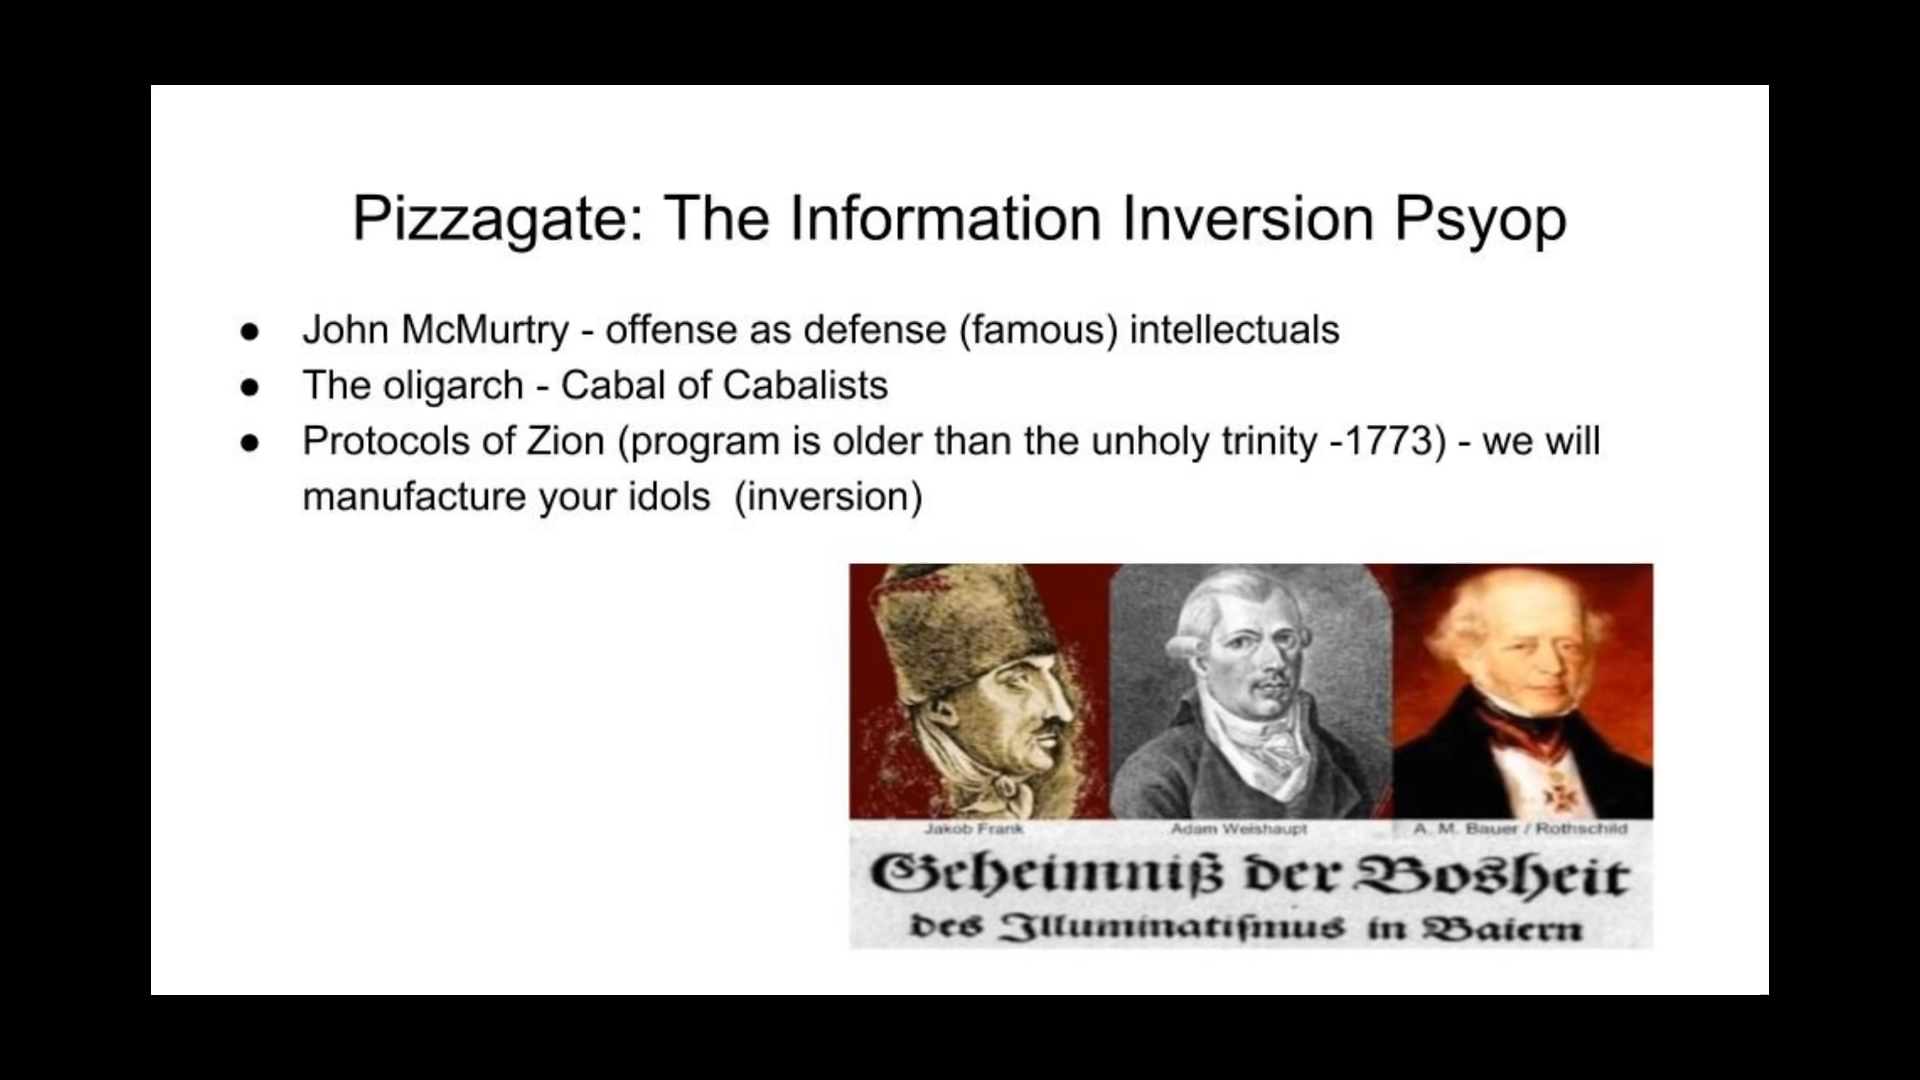 Pizzagate: The Information Inversion Psyop
● John McMurtry - offense as defense (famous) intellectuals
● The oligarch - Cabal of Cabalists
● Protocols of Zion (program is older than the unholy trinity -1773) - we will
manufacture your idols  (inversion)
Jakob Frank Adam Weishaupt A. M. Bauer / Rothschild
Geheimniß der Bosheit
des Illuminatiſmus in Baiern